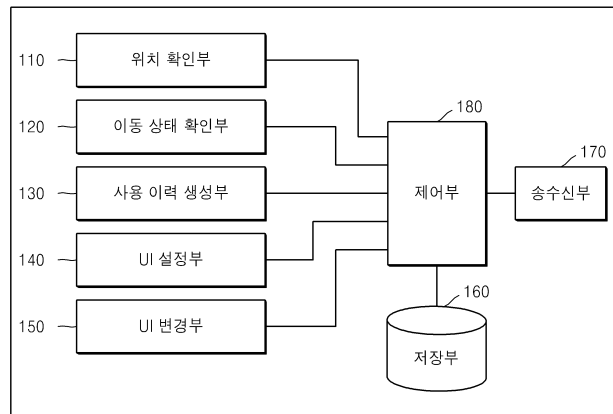 110 위치 확인부
120 이동 상태 확인부
130 사용 이력 생성부
140 UI 설정부
150 UI 변경부
180
제어부
170
송수신부
160
저장부